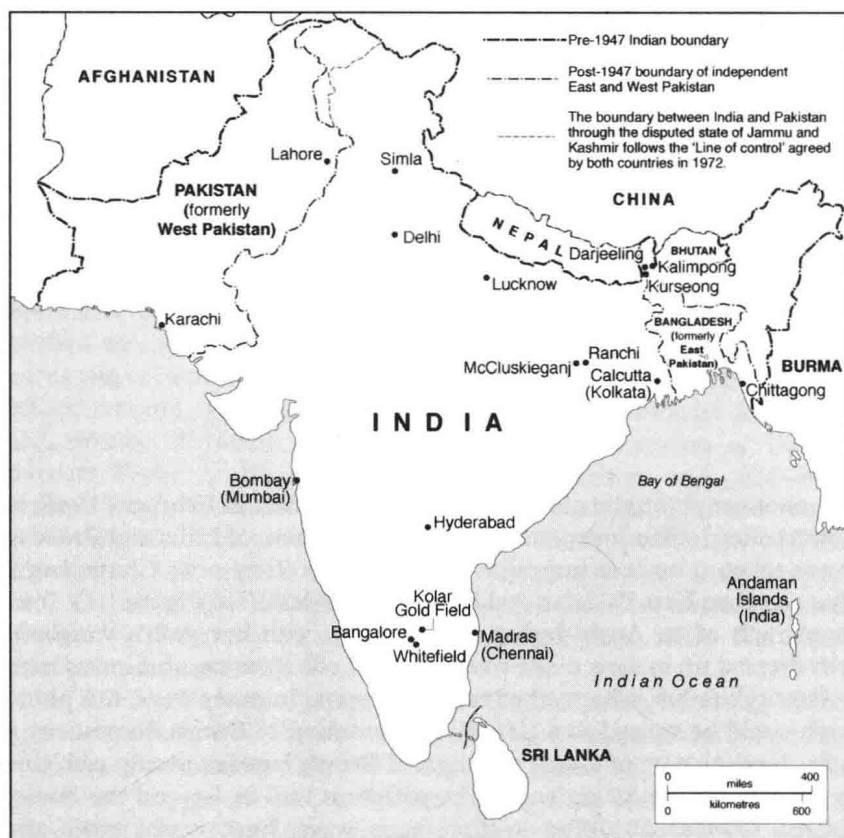 Pre-1947 Indian boundary
Post-1947 boundary of independent
East and West Pakistan
The boundary between India and Pakistan
through the disputed state of Jammu and
Kashmir follows the 'Line of control' agreed
by both countries in 1972.
AFGHANISTAN
Lahore
Simla
PAKISTAN
(formerly
West Pakistan)
CHINA
Delhi
NEPAL
Darjeeling
BHUTAN
Kalimpong
Kurseong
Lucknow
Karachi
BANGLADESH
(formerly
East
Pakistan)
McCluskieganj
Ranchi
Calcutta
(Kolkata)
BURMA
Chittagong
INDIA
Bombay
(Mumbai)
Bay of Bengal
Hyderabad
Kolar
Gold Field
Bangalore
Whitefield
Madras
(Chennai)
Andaman
Islands
(India)
Indian Ocean
SRI LANKA
0 400
miles
kilometres
0 600